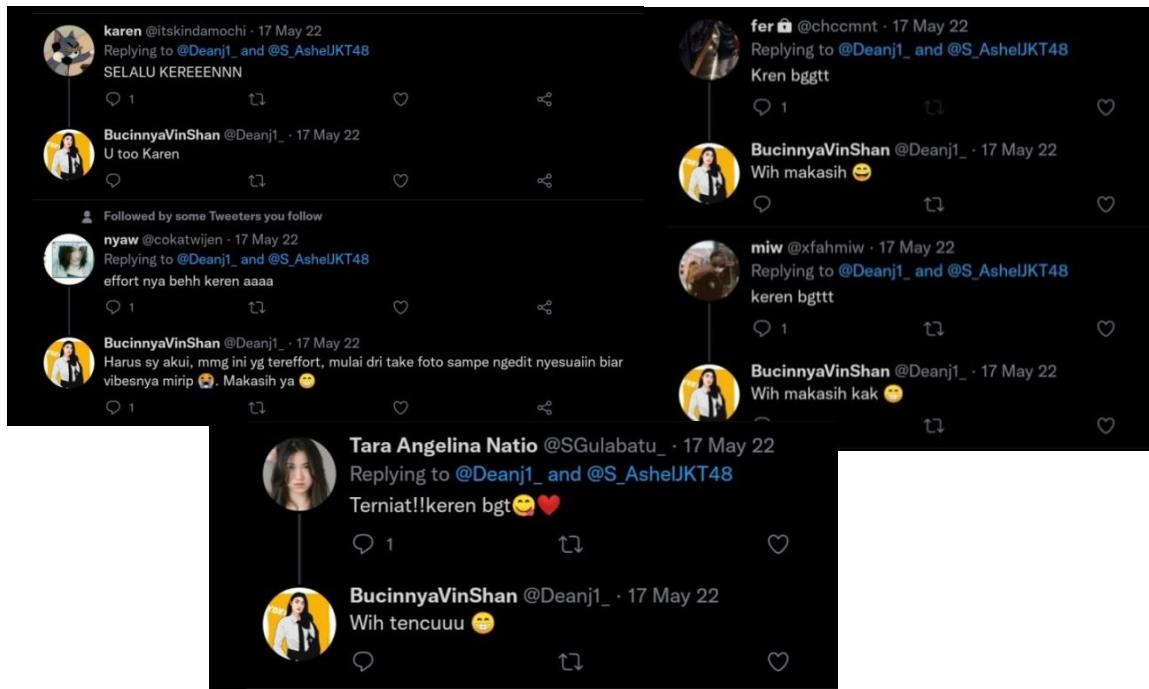 karen @itskindamochi · 17 May 22
Replying to @Deanj1_ and @S_AshelJKT48
SELALU KEREEENNN
1
BucinnyaVinShan @Deanj1_ · 17 May 22
U too Karen
Followed by some Tweeters you follow
nyaw @cokatwijen · 17 May 22
Replying to @Deanj1_ and @S_AshelJKT48
effort nya behh keren aaaa
1
BucinnyaVinShan @Deanj1_ · 17 May 22
Harus sy akui, mmg ini yg tereffort, mulai dri take foto sampe ngedit nyesuaiin biar
vibesnya mirip 😭. Makasih ya 😁
1
fer🔒 @chccmnt · 17 May 22
Replying to @Deanj1_ and @S_AshelJKT48
Kren bggtt
1
BucinnyaVinShan @Deanj1_ · 17 May 22
Wih makasih 😄
miw @xfahmiw · 17 May 22
Replying to @Deanj1_ and @S_AshelJKT48
keren bgttt
1
BucinnyaVinShan @Deanj1_ · 17 May 22
Wih makasih kak 😁
Tara Angelina Natio @SGulabatu_ · 17 May 22
Replying to @Deanj1_ and @S_AshelJKT48
Terniat!!keren bgt😋❤️
1
BucinnyaVinShan @Deanj1_ · 17 May 22
Wih tencuuu 😁